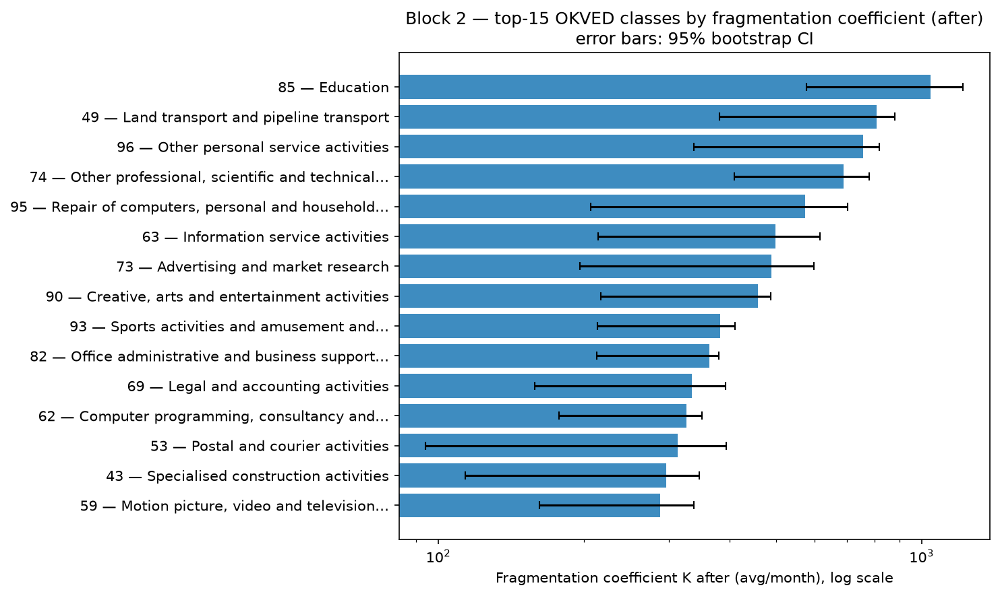 Block 2 — top-15 OKVED classes by fragmentation coefficient (after)
error bars: 95% bootstrap CI
85 — Education
49 — Land transport and pipeline transport
96 — Other personal service activities
74 — Other professional, scientific and technical...
95 — Repair of computers, personal and household...
63 — Information service activities
73 — Advertising and market research
90 — Creative, arts and entertainment activities
93 — Sports activities and amusement and...
82 — Office administrative and business support...
69 — Legal and accounting activities
62 — Computer programming, consultancy and...
53 — Postal and courier activities
43 — Specialised construction activities
59 — Motion picture, video and television...
10² 10³
Fragmentation coefficient K after (avg/month), log scale